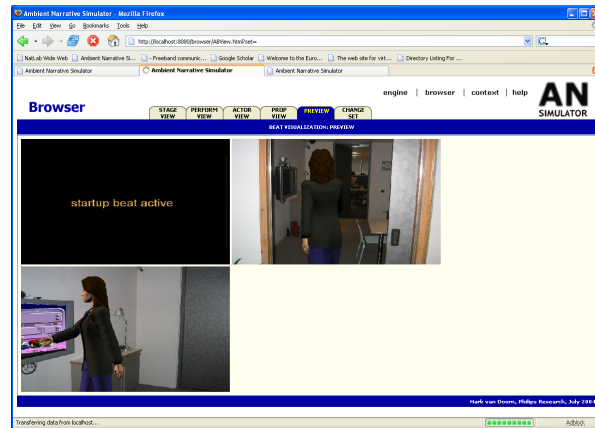 Ambient Narrative Simulator - Mozilla Firefox
File Edit View Go Bookmarks Tools Help
http://localhost:8080/browser/ABView.html?set=
NatLab Wide Web Ambient Narrative Si... - Freeband communic... Google Scholar Welcome to the Euro... The web site for virt... Directory Listing For ...
Ambient Narrative Simulator Ambient Narrative Simulator Ambient Narrative Simulator
engine | browser | context | help
AN
SIMULATOR
Browser
STAGE VIEW PERFORM VIEW ACTOR VIEW PROP VIEW PREVIEW CHANGE SET
BEAT VISUALIZATION: PREVIEW
startup beat active
Mark van Doorn, Philips Research, July 2004
Transferring data from localhost... Adblock